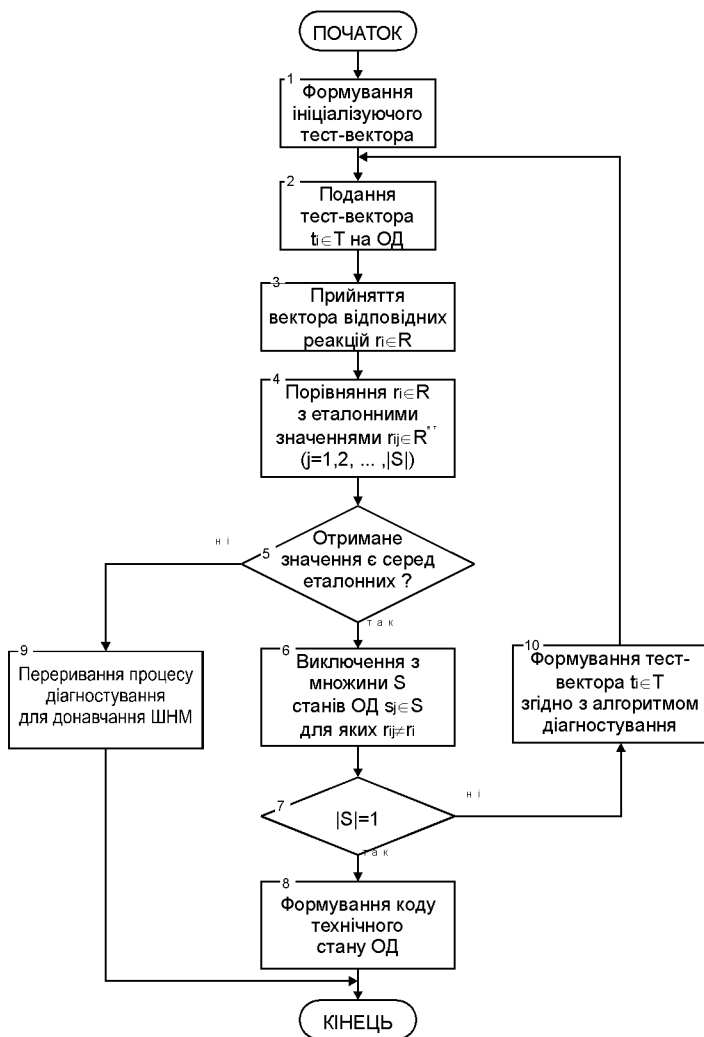 ПОЧАТОК
1
Формування
ініціалізуючого
тест-вектора
2
Подання
тест-вектора
ti∈T на ОД
3
Прийняття
вектора відповідних
реакцій ri∈R
4
Порівняння ri∈R
з еталонними
значеннями rij∈R
(j=1,2, ... ,|S|)
5
Отримане
значення є серед
еталонних ?
ні
так
9
Переривання процесу
діагностування
для донавчання ШНМ
6
Виключення з
множини S
станів ОД sj∈S
для яких rij≠ri
10
Формування тест-
вектора ti∈T
згідно з алгоритмом
діагностування
7
|S|=1
ні
так
8
Формування коду
технічного
стану ОД
КІНЕЦЬ